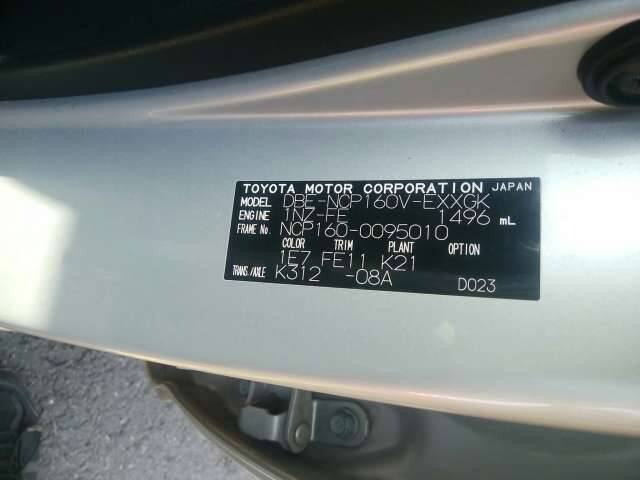 TOYOTA MOTOR CORPORATION JAPAN
MODEL DBE-NCP160V-EXXGK
ENGINE 1NZ-FE 1496 mL
FRAME No. NCP160-0095010
COLOR TRIM PLANT OPTION
1E7 FE11 K21
TRANS/AXLE K312 -08A
D023